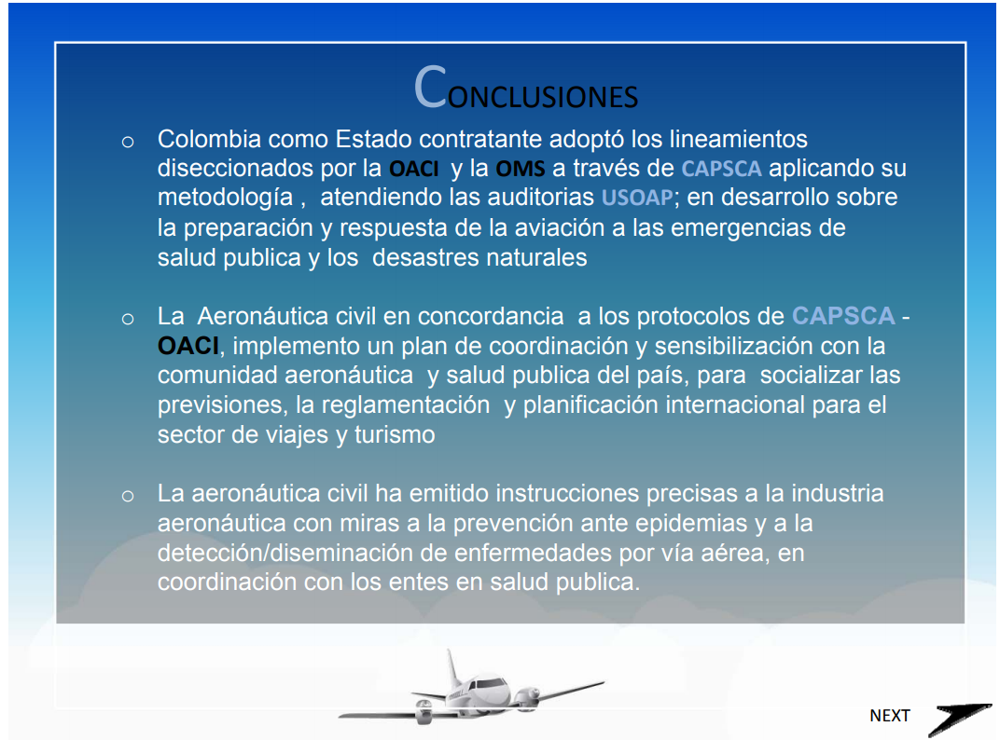 CONCLUSIONES
o Colombia como Estado contratante adoptó los lineamientos
diseccionados por la OACI y la OMS a través de CAPSCA aplicando su
metodología , atendiendo las auditorias USOAP; en desarrollo sobre
la preparación y respuesta de la aviación a las emergencias de
salud publica y los desastres naturales
o La Aeronáutica civil en concordancia a los protocolos de CAPSCA -
OACI, implemento un plan de coordinación y sensibilización con la
comunidad aeronáutica y salud publica del país, para socializar las
previsiones, la reglamentación y planificación internacional para el
sector de viajes y turismo
o La aeronáutica civil ha emitido instrucciones precisas a la industria
aeronáutica con miras a la prevención ante epidemias y a la
detección/diseminación de enfermedades por vía aérea, en
coordinación con los entes en salud publica.
NEXT